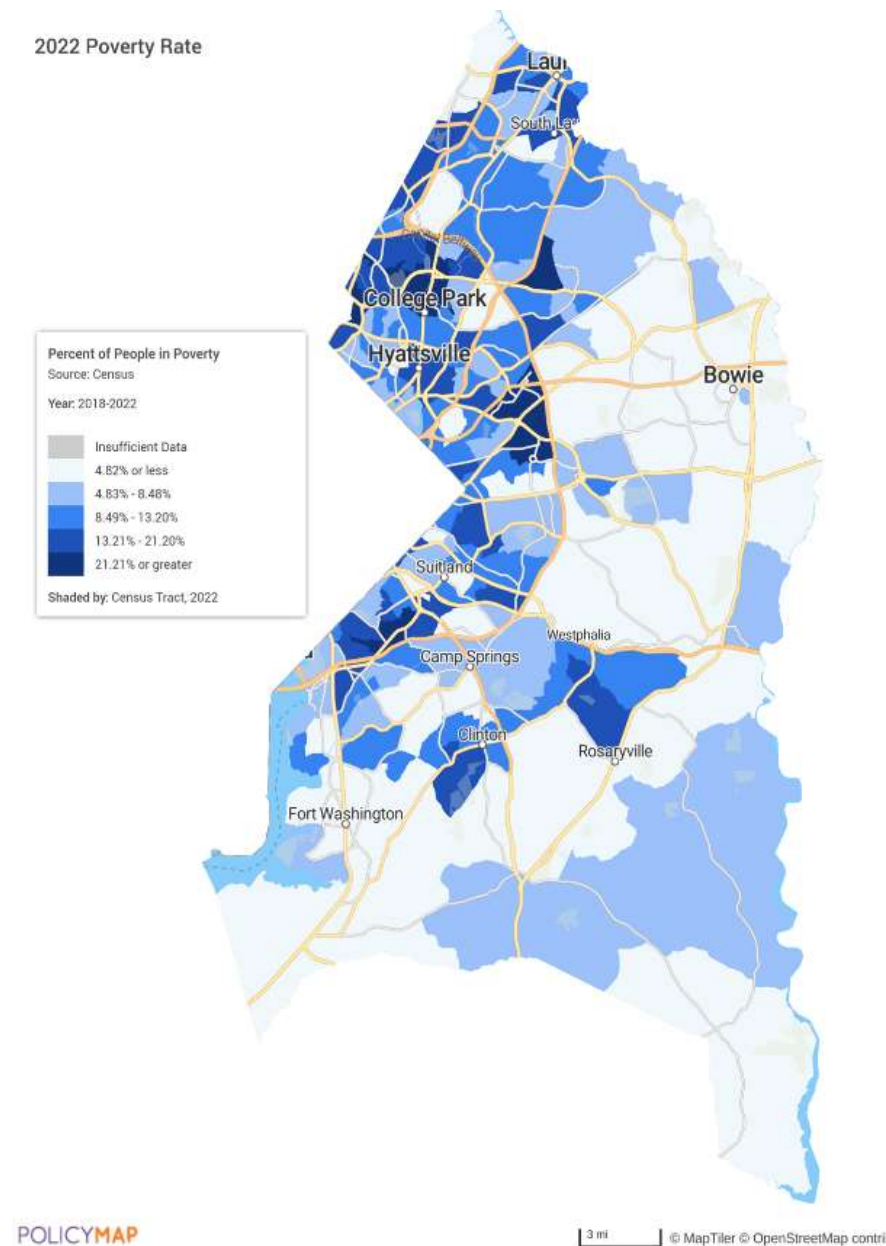 2022 Poverty Rate
Laur
South La
College Park
Hyattsville
Bowie
Percent of People in Poverty
Source: Census
Year: 2018-2022
Insufficient Data
4.82% or less
4.83% - 8.48%
8.49% - 13.20%
13.21% - 21.20%
21.21% or greater
Shaded by: Census Tract, 2022
Suitland
Westphalia
Camp Springs
Clinton
Rosaryville
Fort Washington
POLICYMAP
3 mi
© MapTiler © OpenStreetMap contri